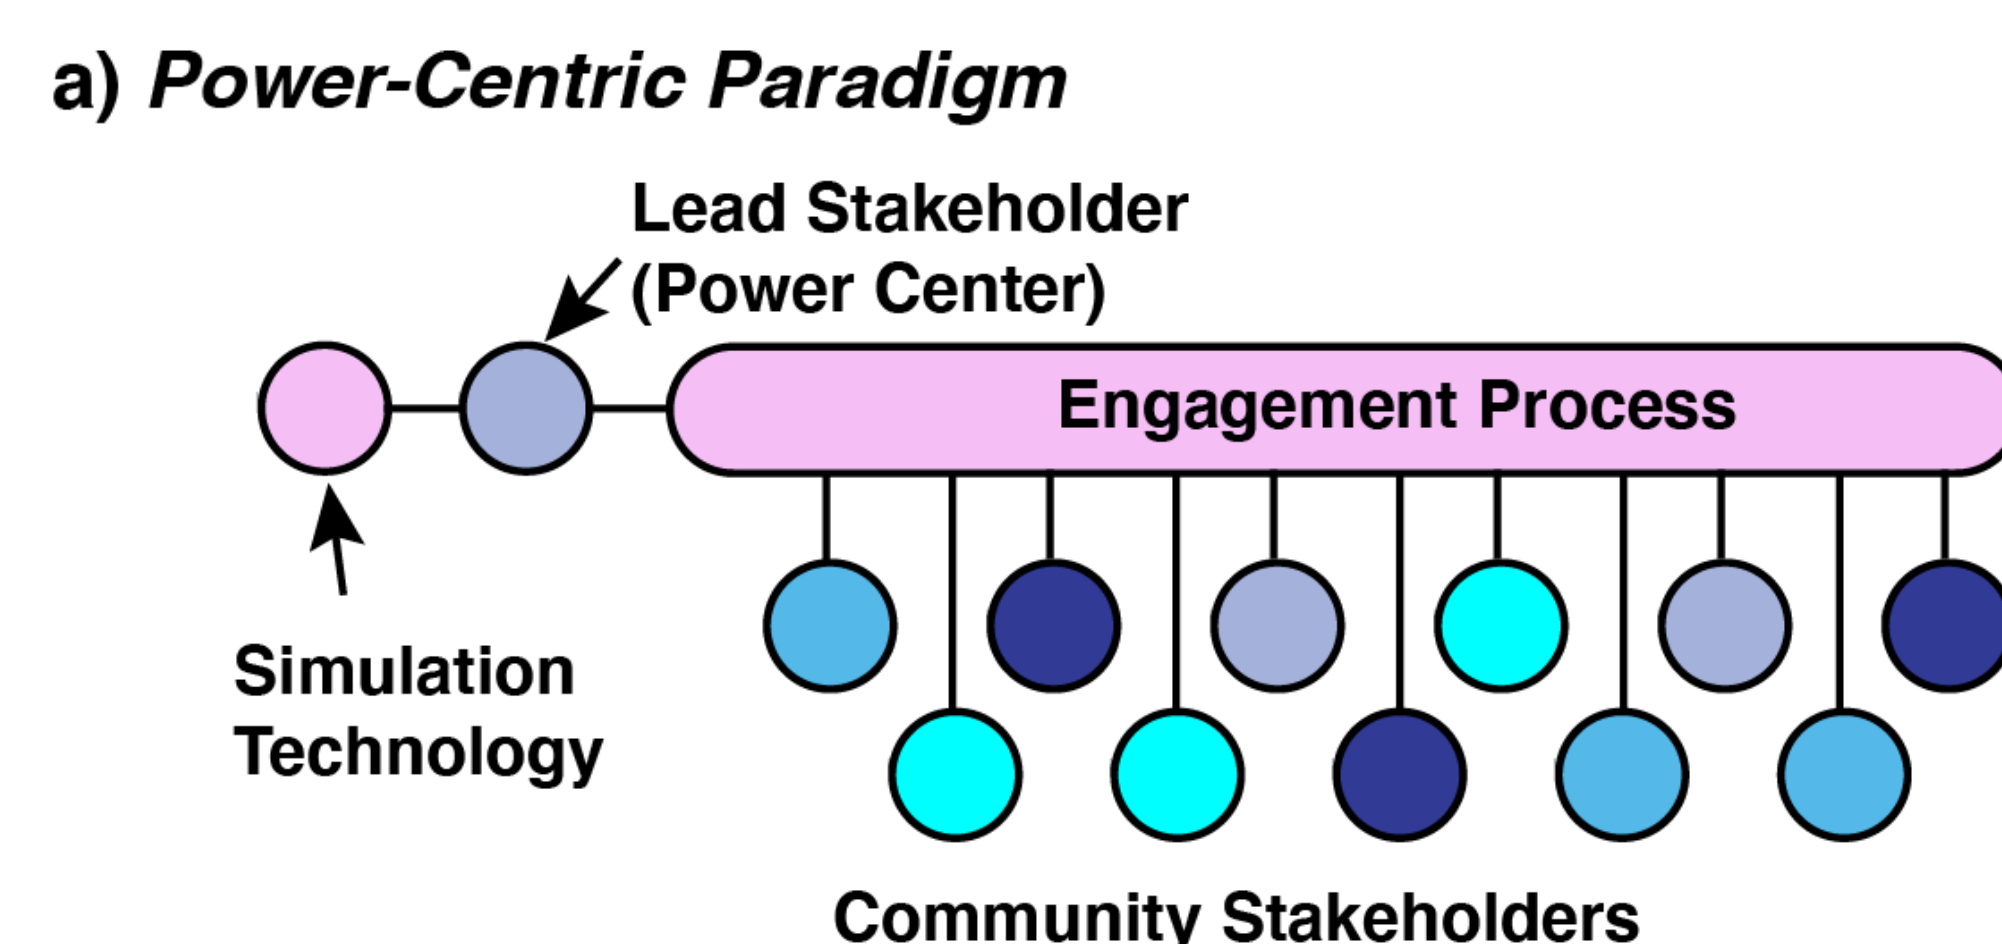 a) Power-Centric Paradigm
Lead Stakeholder
(Power Center)
Engagement Process
Simulation
Technology
Community Stakeholders